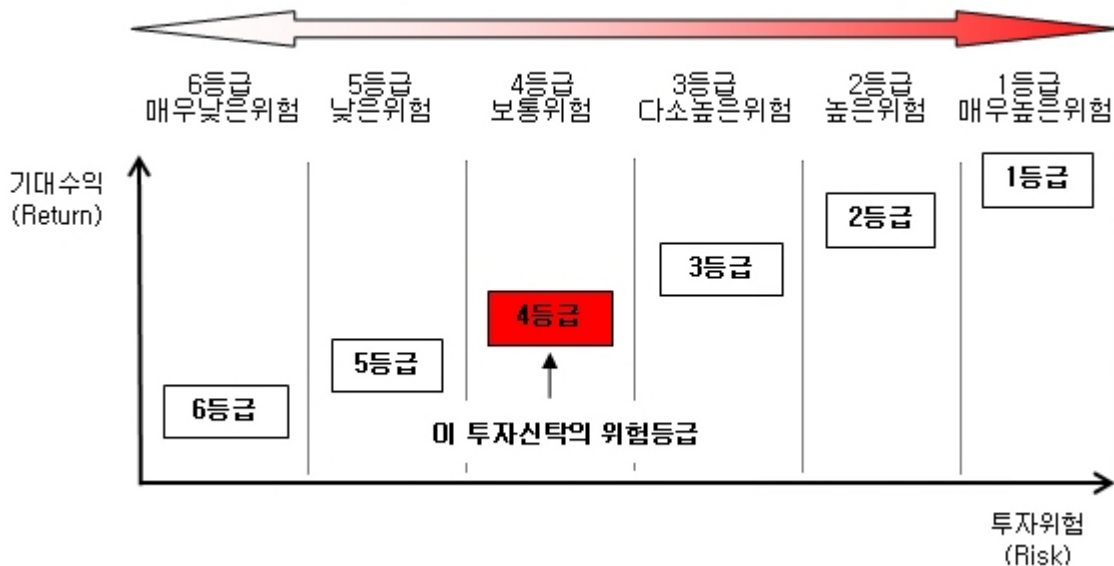 6등급 5등급 4등급 3등급 2등급 1등급
매우낮은위험 낮은위험 보통위험 다소높은위험 높은위험 매우높은위험
기대수익
(Return)
1등급
2등급
3등급
4등급
5등급
6등급
이 투자신탁의 위험등급
투자위험
(Risk)